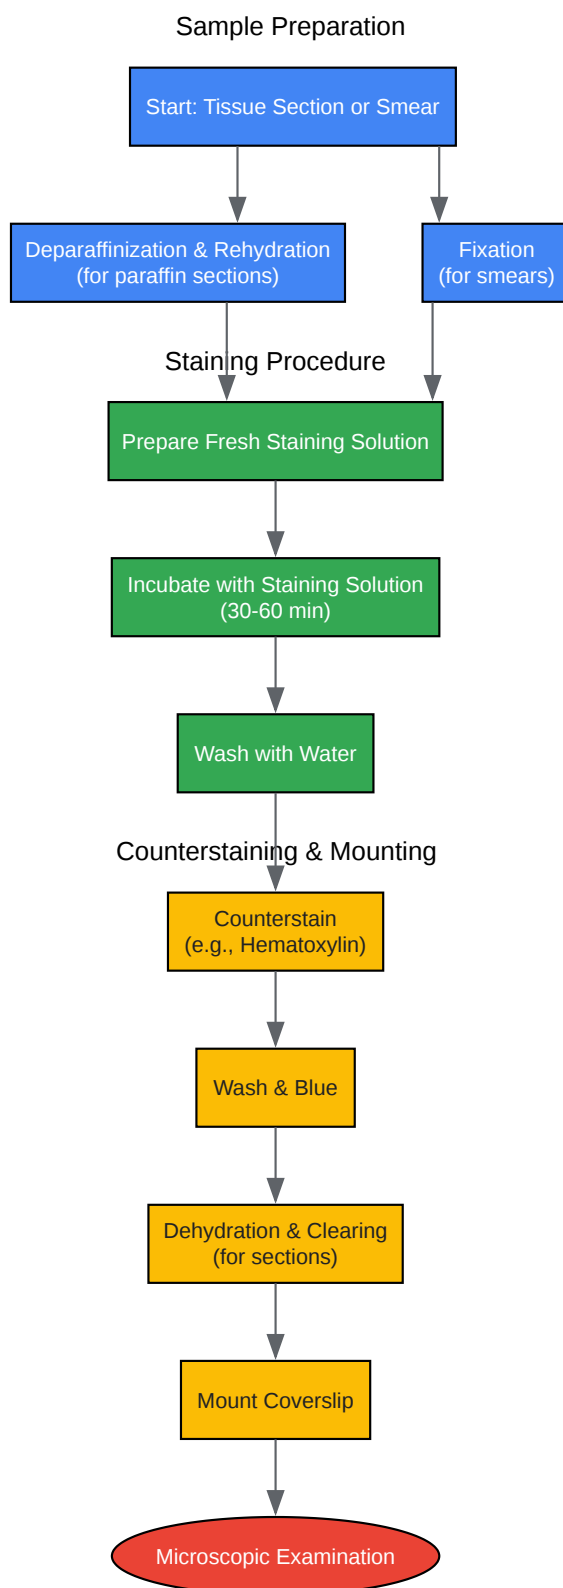 Sample Preparation
Start: Tissue Section or Smear
Deparaffinization & Rehydration
(for paraffin sections)
Fixation
(for smears)
Staining Procedure
Prepare Fresh Staining Solution
Incubate with Staining Solution
(30-60 min)
Wash with Water
Counterstaining & Mounting
Counterstain
(e.g., Hematoxylin)
Wash & Blue
Dehydration & Clearing
(for sections)
Mount Coverslip
Microscopic Examination